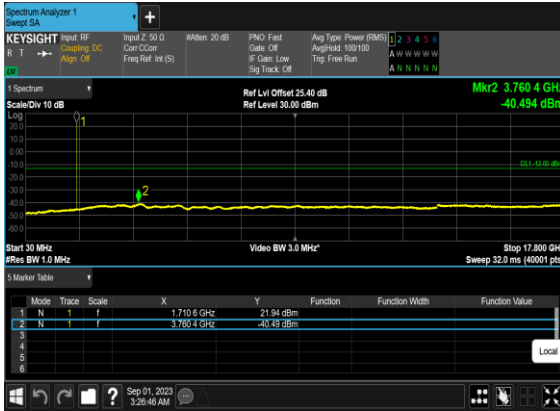 Spectrum Analyzer 1
Swept SA
+
KEYSIGHT Input: RF Input Z: 50 Ω #Atten: 20 dB PNO: Fast Avg Type: Power (RMS) 1 2 3 4 5 6
R T Coupling: DC Corr CCorr Gate: Off Avg|Hold: 100/100 A W W W W W
Align: Off Freq Ref: Int (S) IF Gain: Low Trig: Free Run
Sig Track: Off A N N N N N
1 Spectrum
Ref Lvl Offset 25.40 dB Mkr2 3.760 4 GHz
Scale/Div 10 dB Ref Level 30.00 dBm -40.494 dBm
Log
20.0
10.0
0.00
-10.0
-20.0
-30.0
-40.0
-50.0
-60.0
1
DL1 -13.00 dBm
2
Start 30 MHz Video BW 3.0 MHz* Stop 17.800 GHz
#Res BW 1.0 MHz Sweep 32.0 ms (40001 pts)
5 Marker Table
Mode Trace Scale X Y Function Function Width Function Value
1 N 1 f 1.710 6 GHz 21.94 dBm
2 N 1 f 3.760 4 GHz -40.49 dBm
3
4
5
6
Local
? Sep 01, 2023
3:26:46 AM